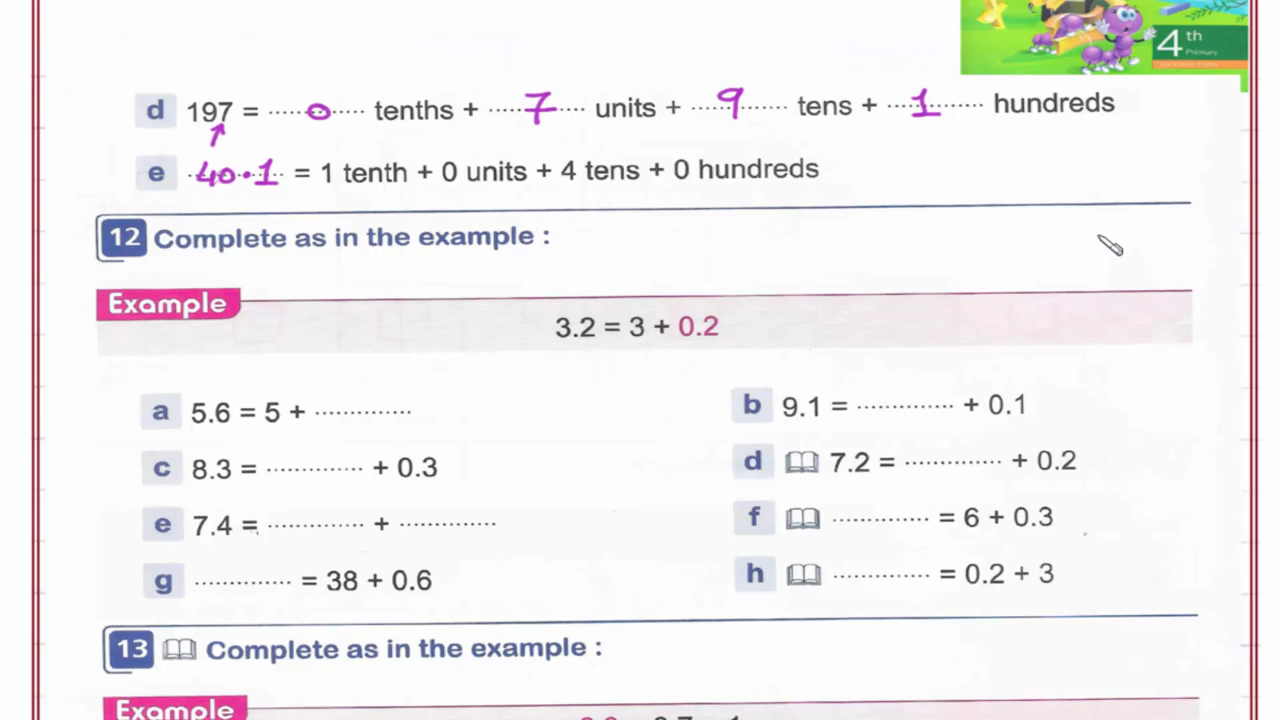 4th
Primary
d 197 = ......0...... tenths + ......7...... units + ......9...... tens + ......1...... hundreds
e ......40.1...... = 1 tenth + 0 units + 4 tens + 0 hundreds
12 Complete as in the example :
Example
3.2 = 3 + 0.2
a 5.6 = 5 + ..............
b 9.1 = .............. + 0.1
c 8.3 = .............. + 0.3
d 7.2 = .............. + 0.2
e 7.4 = .............. + ..............
f .............. = 6 + 0.3
g .............. = 38 + 0.6
h .............. = 0.2 + 3
13 Complete as in the example :
Example